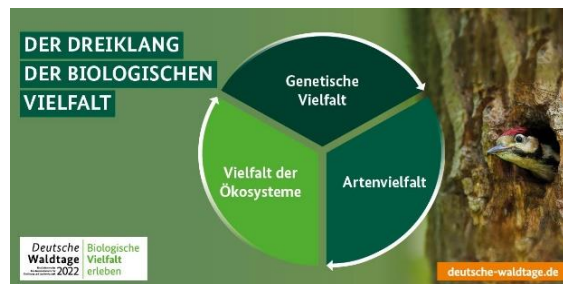 DER DREIKLANG
DER BIOLOGISCHEN
VIELFALT
Genetische
Vielfalt
Vielfalt der
Ökosysteme
Artenvielfalt
Deutsche
Waldtage
2022
Biologische
Vielfalt
erleben
deutsche-waldtage.de